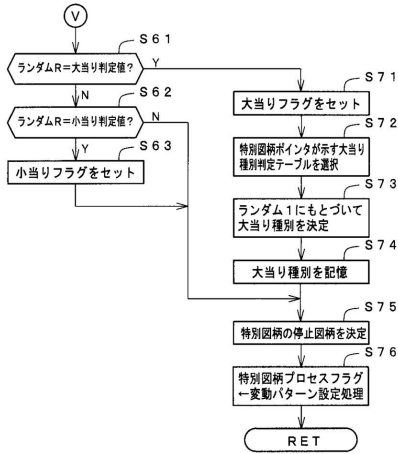 V
S61
ランダムR=大当り判定値?
Y
N
S62
ランダムR=小当り判定値?
N
Y
S63
小当りフラグをセット
S71
大当りフラグをセット
S72
特別図柄ポインタが示す大当り
種別判定テーブルを選択
S73
ランダム1にもとづいて
大当り種別を決定
S74
大当り種別を記憶
S75
特別図柄の停止図柄を決定
S76
特別図柄プロセスフラグ
←変動パターン設定処理
RET